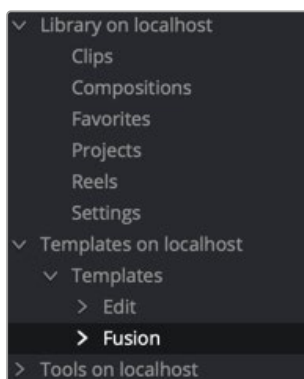 Library on localhost
Clips
Compositions
Favorites
Projects
Reels
Settings
Templates on localhost
Templates
Edit
Fusion
Tools on localhost